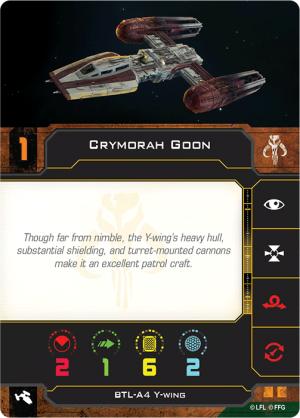 Crymorah Goon
1
Though far from nimble, the Y-wing's heavy hull,
substantial shielding, and turret-mounted cannons
make it an excellent patrol craft.
2 1 6 2
BTL-A4 Y-wing
© LFL © FFG